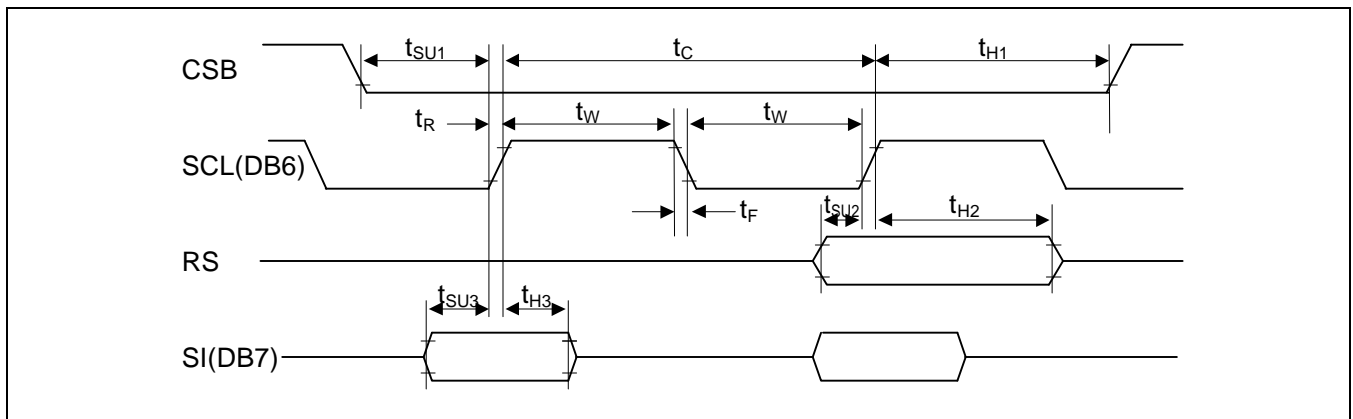 CSB
tSU1
tC
tH1
tR
tW
tW
SCL(DB6)
tF
tSU2
tH2
RS
tSU3
tH3
SI(DB7)